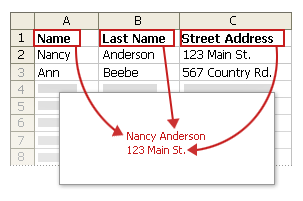 A B C
1 Name Last Name Street Address
2 Nancy Anderson 123 Main St.
3 Ann Beebe 567 Country Rd.
4
5
6
7
8
Nancy Anderson
123 Main St.